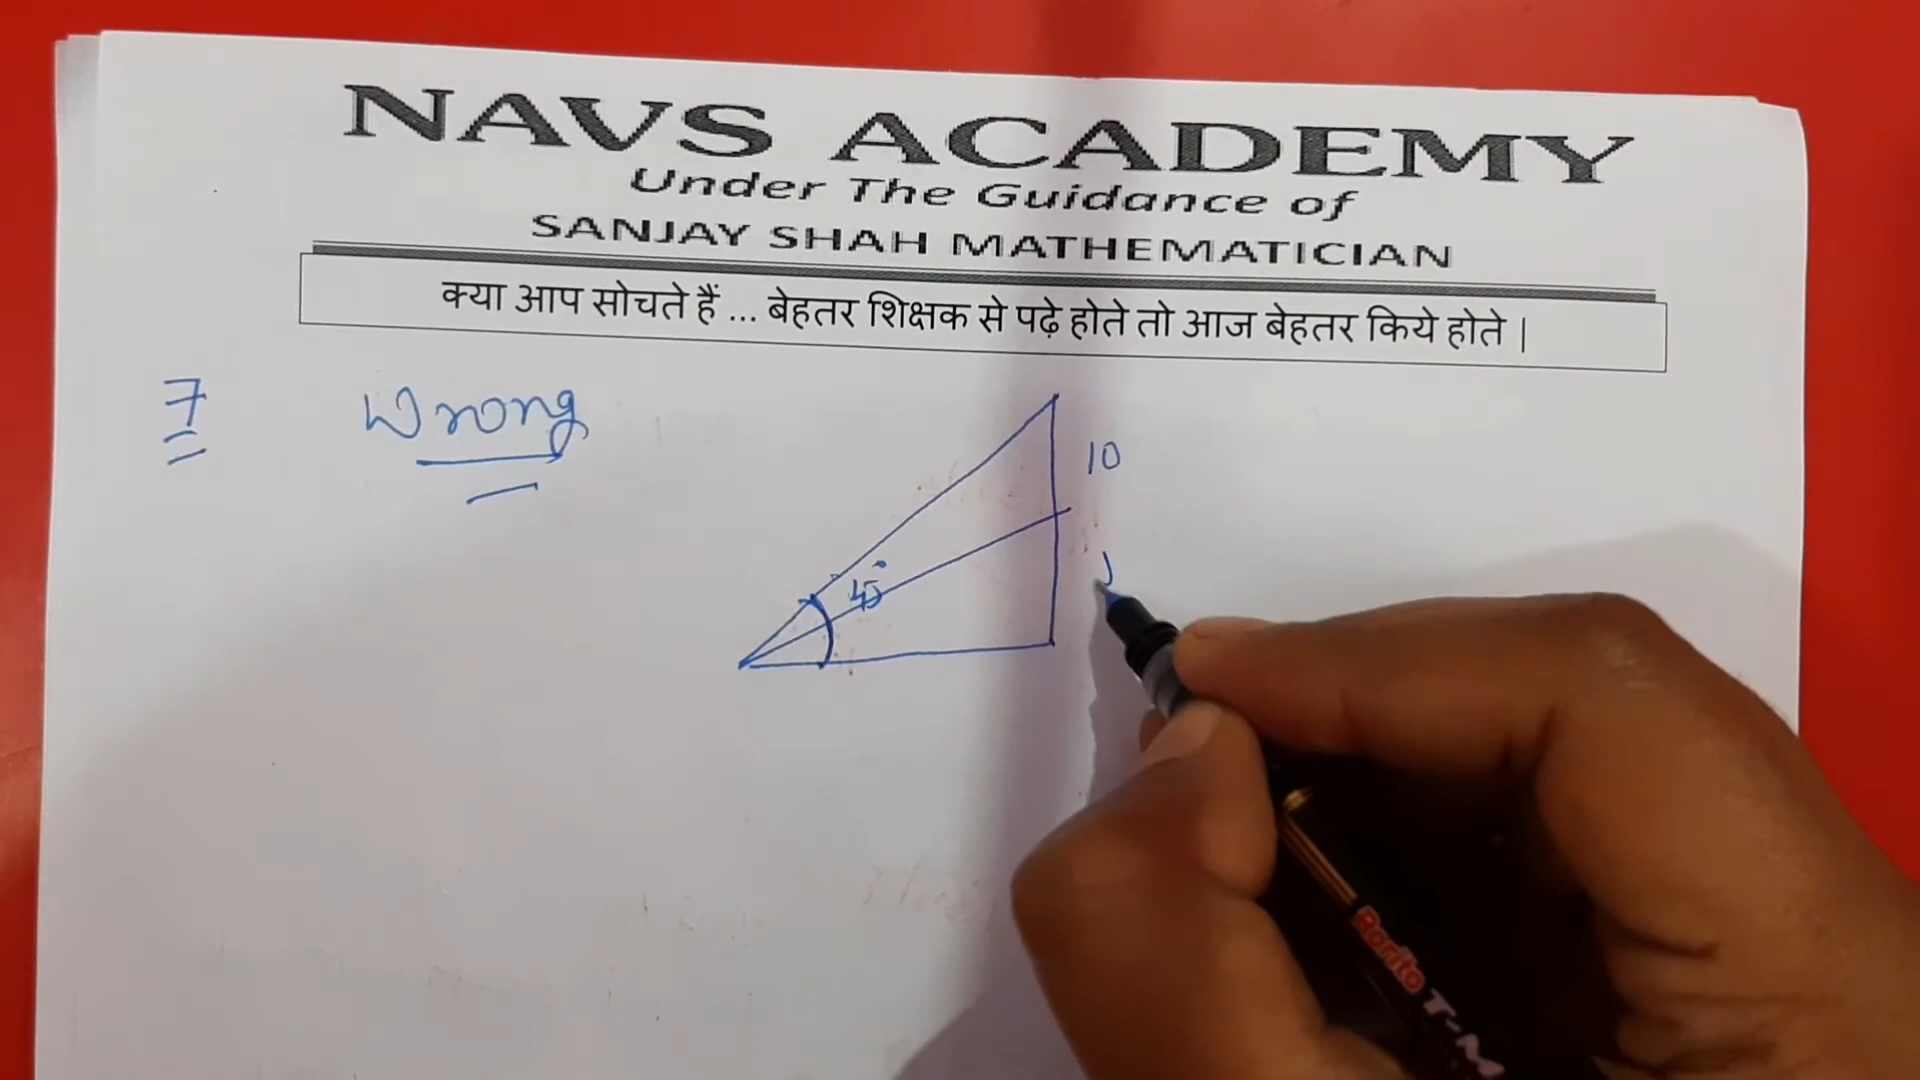 NAVS ACADEMY
Under The Guidance of
SANJAY SHAH MATHEMATICIAN
क्या आप सोचते हैं ... बेहतर शिक्षक से पढ़े होते तो आज बेहतर किये होते |
7 Wrong
10
45°
Rorito T-M